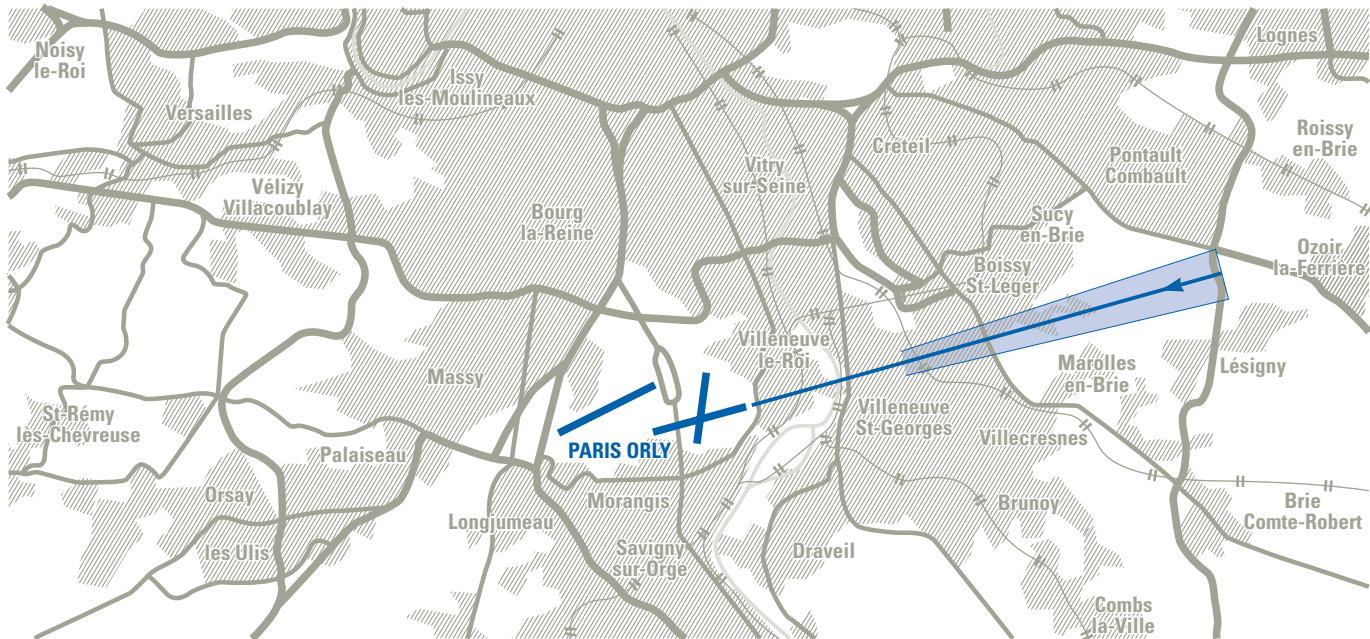 Noisy
le-Roi
Versailles
Issy
les-Moulineaux
Lognes
Roissy
en-Brie
Créteil
Pontault
Combault
Vitry
sur-Seine
Vélizy
Villacoublay
Bourg
la-Reine
Sucy
en-Brie
Ozoir
la-Ferrière
Boissy
St-Leger
Villeneuve
le-Roi
Massy
Marolles
en-Brie
Lésigny
St-Rémy
lès-Chevreuse
Villeneuve
St-Georges
Villecresnes
PARIS ORLY
Palaiseau
Orsay
Morangis
Brunoy
Brie
Comte-Robert
Longjumeau
les Ulis
Savigny
sur-Orge
Draveil
Combs
la-Ville